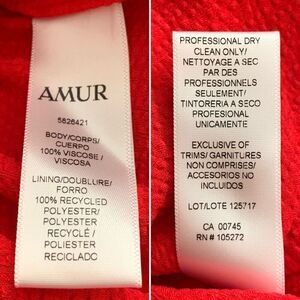 AMUR
5826421
BODY/CORPS/
CUERPO
100% VISCOSE/
VISCOSA
LINING/DOUBLURE/
FORRO
100% RECYCLED
POLYESTER/
POLYESTER
RECYCLÉ/
POLIESTER
RECICLADO
PROFESSIONAL DRY
CLEAN ONLY/
NETTOYAGE A SEC
PAR DES
PROFESSIONNELS
SEULEMENT/
TINTORERIA A SECO
PROFESIONAL
UNICAMENTE
EXCLUSIVE OF
TRIMS/GARNITURES
NON COMPRISES/
ACCESORIOS NO
INCLUIDOS
LOT/LOTE 125717
CA 00745
RN# 105272